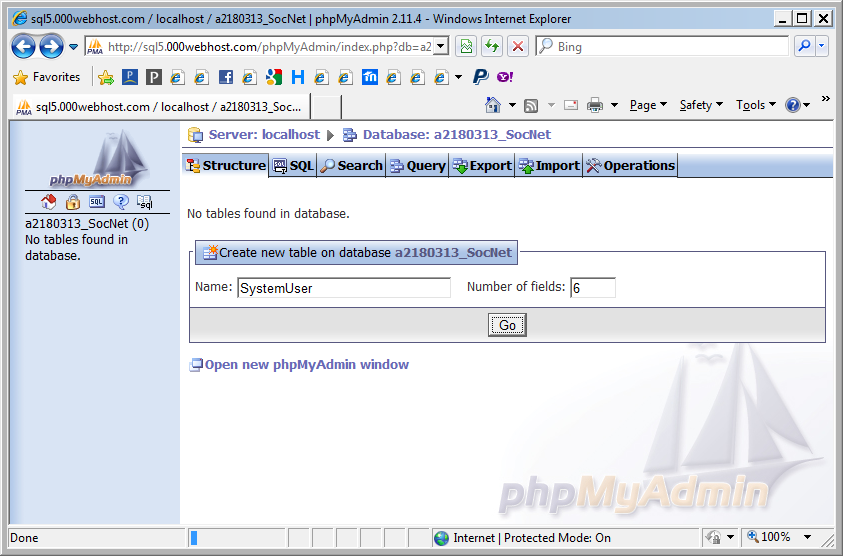 sql5.000webhost.com / localhost / a2180313_SocNet | phpMyAdmin 2.11.4 - Windows Internet Explorer
PMA http://sql5.000webhost.com/phpMyAdmin/index.php?db=a2 Bing
Favorites
sql5.000webhost.com / localhost / a2180313_Soc... Page Safety Tools
phpMyAdmin
SQL sql
a2180313_SocNet (0)
No tables found in
database.
Server: localhost Database: a2180313_SocNet
Structure SQL Search Query Export Import Operations
No tables found in database.
Create new table on database a2180313_SocNet
Name: SystemUser Number of fields: 6
Go
Open new phpMyAdmin window
phpMyAdmin
Done Internet | Protected Mode: On 100%